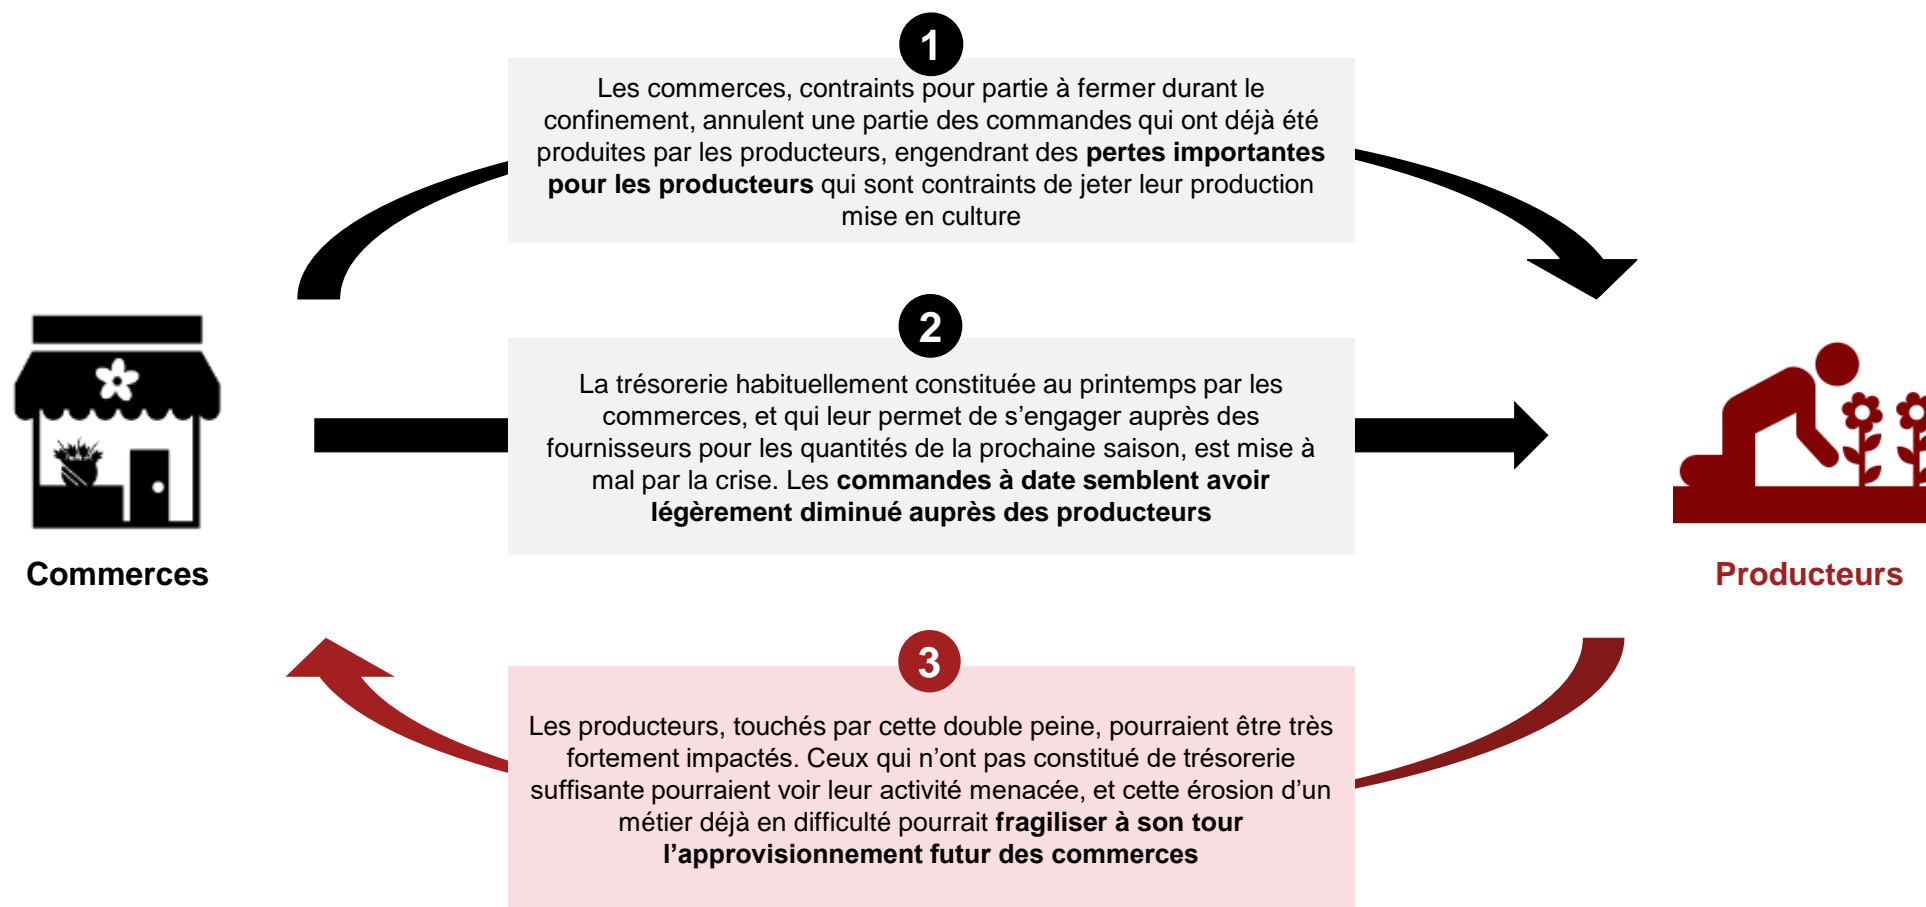 1
Les commerces, contraints pour partie à fermer durant le
confinement, annulent une partie des commandes qui ont déjà été
produites par les producteurs, engendrant des pertes importantes
pour les producteurs qui sont contraints de jeter leur production
mise en culture
2
La trésorerie habituellement constituée au printemps par les
commerces, et qui leur permet de s’engager auprès des
fournisseurs pour les quantités de la prochaine saison, est mise à
mal par la crise. Les commandes à date semblent avoir
légèrement diminué auprès des producteurs
Commerces
Producteurs
3
Les producteurs, touchés par cette double peine, pourraient être très
fortement impactés. Ceux qui n’ont pas constitué de trésorerie
suffisante pourraient voir leur activité menacée, et cette érosion d’un
métier déjà en difficulté pourrait fragiliser à son tour
l’approvisionnement futur des commerces